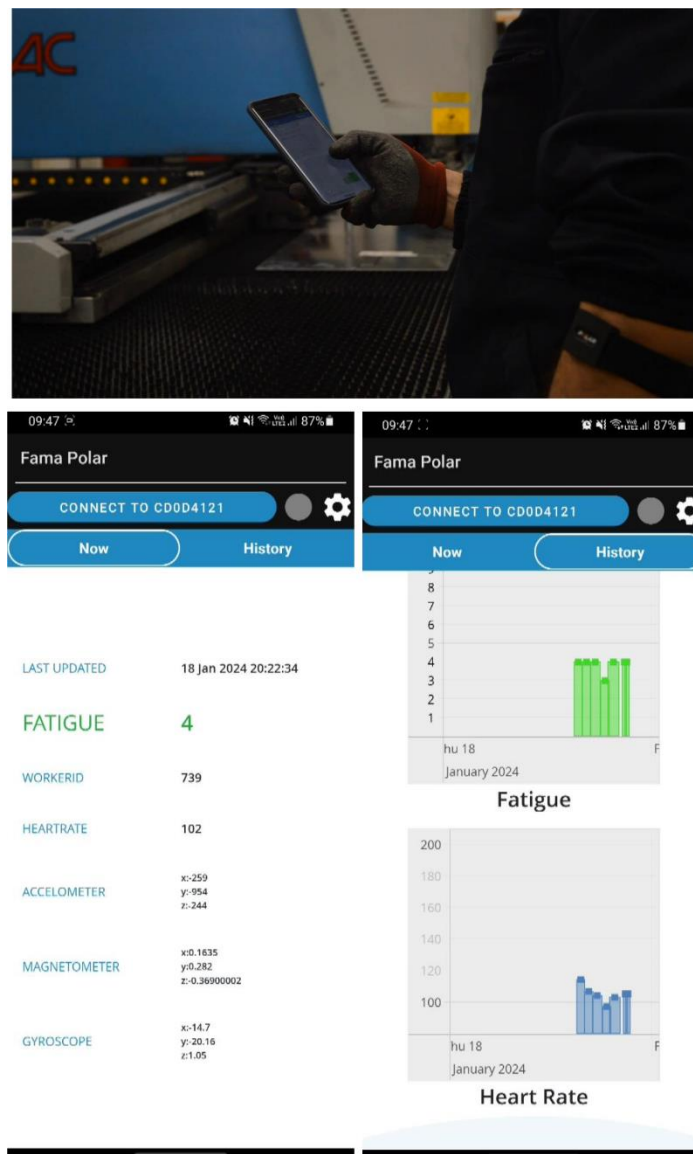 AC
09:47
87%
Fama Polar
CONNECT TO CD0D4121
Now History
LAST UPDATED 18 Jan 2024 20:22:34
FATIGUE 4
WORKERID 739
HEARTRATE 102
ACCELOMETER x:-259
y:-954
z:-244
MAGNETOMETER x:0.1635
y:0.282
z:-0.36900002
GYROSCOPE x:-14.7
y:-20.16
z:1.05
09:47
87%
Fama Polar
CONNECT TO CD0D4121
Now History
8
7
6
5
4
3
2
1
hu 18 F
January 2024
Fatigue
200
180
160
140
120
100
hu 18 F
January 2024
Heart Rate